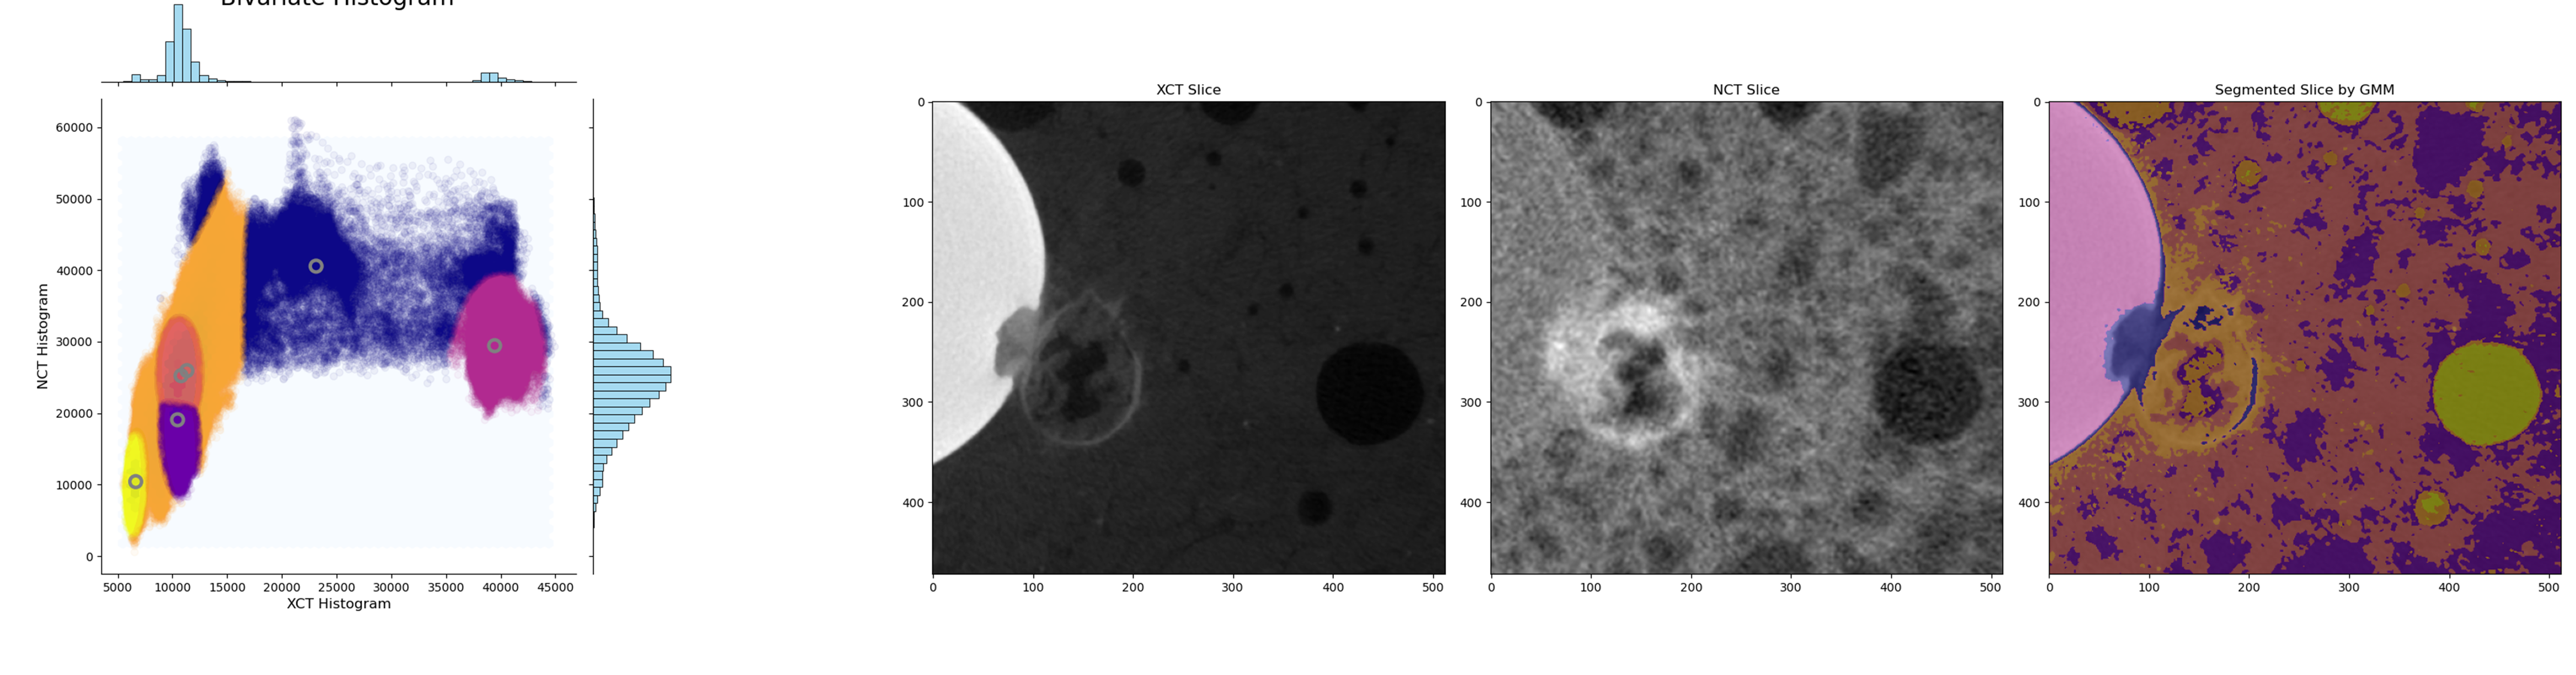 Bivariate Histogram
60000
50000
40000
30000
20000
10000
0
NCT Histogram
5000 10000 15000 20000 25000 30000 35000 40000 45000
XCT Histogram
XCT Slice
0
100
200
300
400
0 100 200 300 400 500
NCT Slice
0
100
200
300
400
0 100 200 300 400 500
Segmented Slice by GMM
0
100
200
300
400
0 100 200 300 400 500